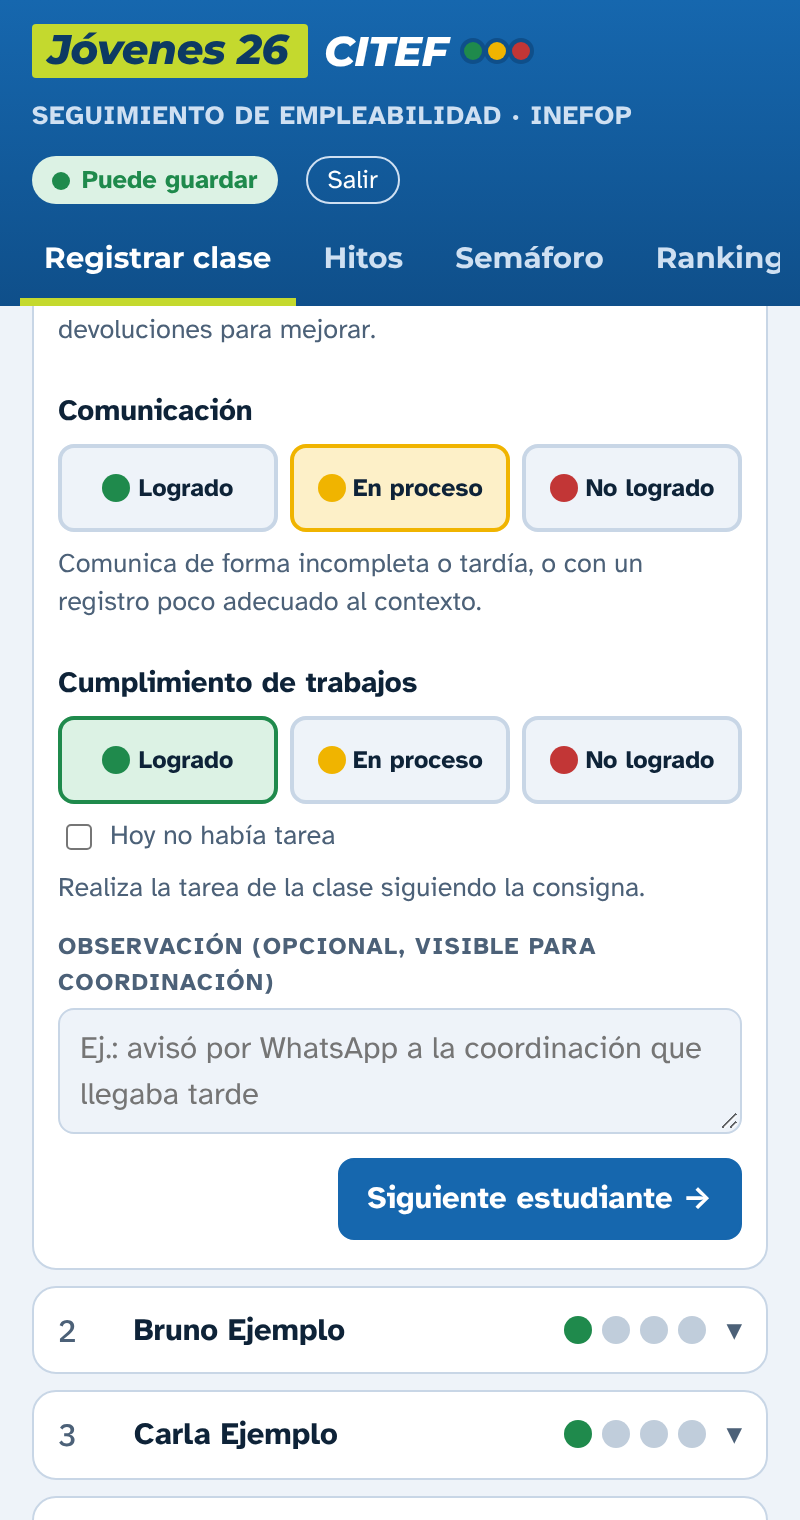 Jóvenes 26 CITEF
SEGUIMIENTO DE EMPLEABILIDAD · INEFOP
Puede guardar Salir
Registrar clase Hitos Semáforo Ranking
devoluciones para mejorar.
Comunicación
Logrado En proceso No logrado
Comunica de forma incompleta o tardía, o con un
registro poco adecuado al contexto.
Cumplimiento de trabajos
Logrado En proceso No logrado
Hoy no había tarea
Realiza la tarea de la clase siguiendo la consigna.
OBSERVACIÓN (OPCIONAL, VISIBLE PARA
COORDINACIÓN)
Ej.: avisó por WhatsApp a la coordinación que
llegaba tarde
Siguiente estudiante →
2 Bruno Ejemplo ▼
3 Carla Ejemplo ▼